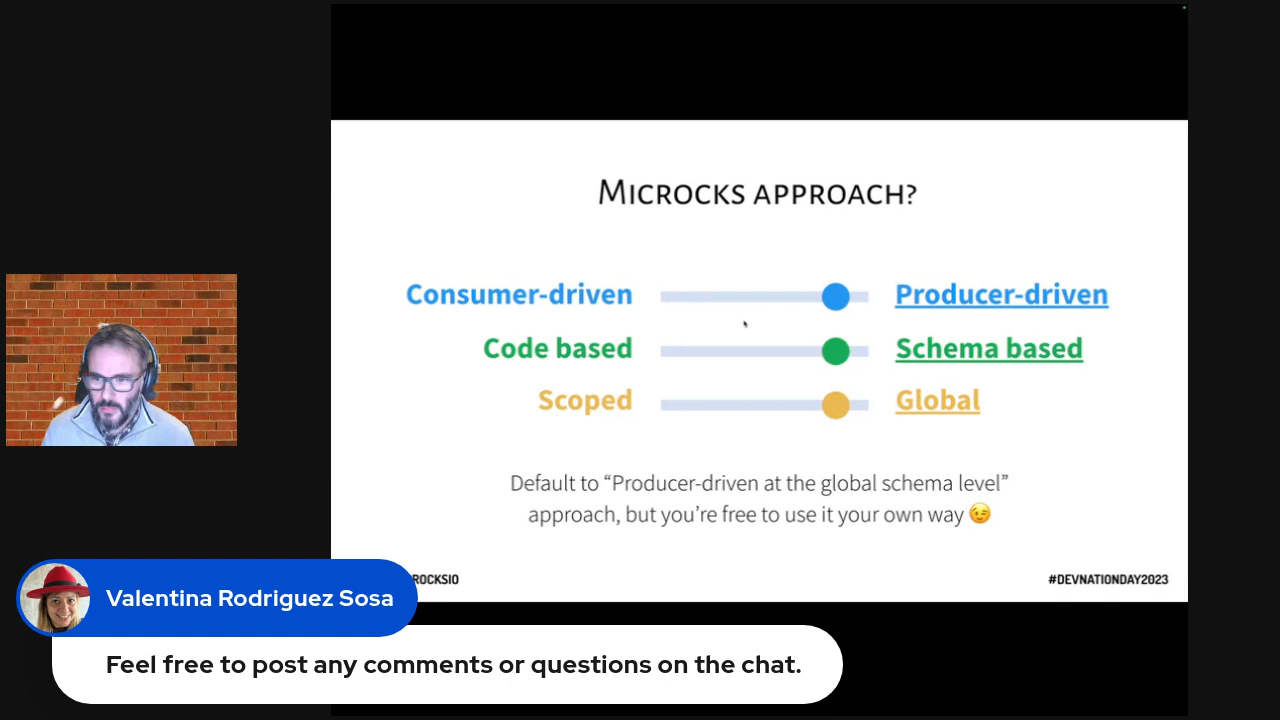 Microcks approach?
Consumer-driven Producer-driven
Code based Schema based
Scoped Global
Default to “Producer-driven at the global schema level”
approach, but you’re free to use it your own way 😉
ROCKSIO #DEVNATIONDAY2023
Valentina Rodriguez Sosa
Feel free to post any comments or questions on the chat.